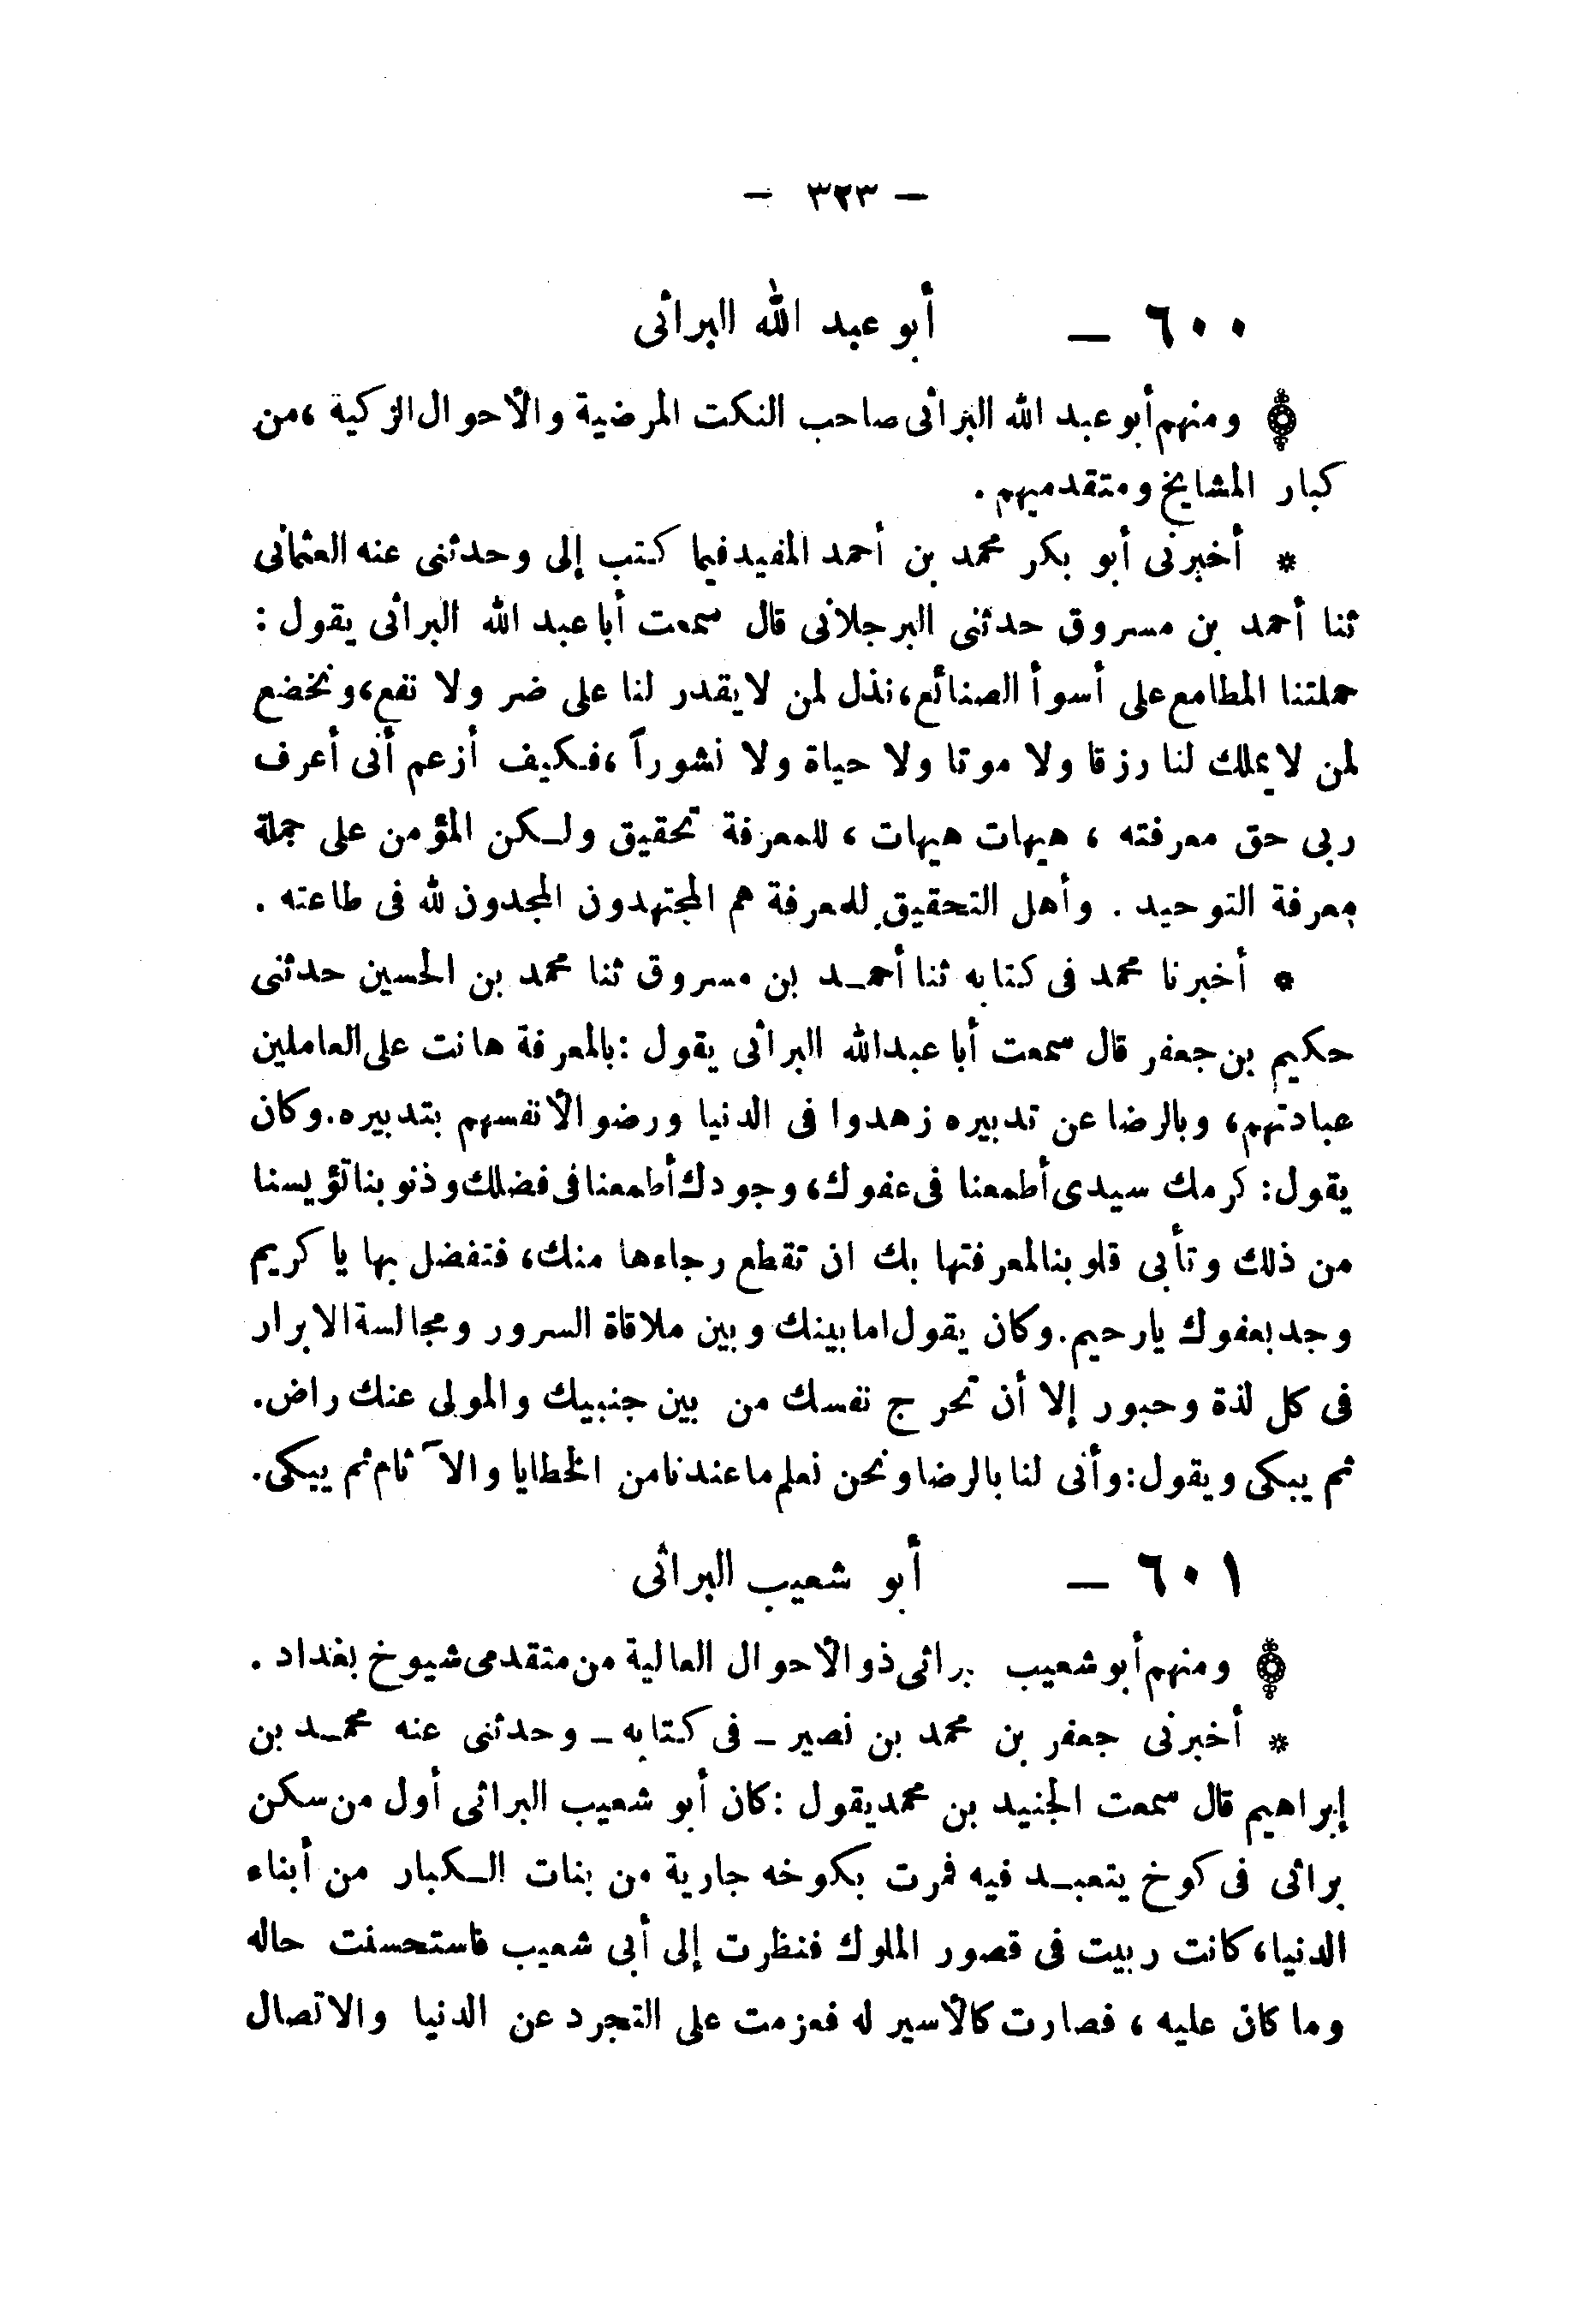 — ٣٢٣ —
٦٠٠ — أبو عبد الله البراثى
ومنهم أبو عبد الله البراثى صاحب النكت المرضية والأحوال الزكية ، من
كبار المشايخ ومتقدميهم .
* أخبرنى أبو بكر محمد بن أحمد المفيد فيما كتب إلى وحدثنى عنه العثمانى
ثنا أحمد بن مسروق حدثنى البرجلانى قال سمعت أبا عبد الله البراثى يقول :
حملتنا المطامع على أسوأ الصنائع ، نذل لمن لا يقدر لنا على ضر ولا نفع ، ونخضع
لمن لا يملك لنا رزقا ولا موتا ولا حياة ولا نشوراً ، فكيف أزعم أنى أعرف
ربى حق معرفته ، هيهات هيهات ، للمعرفة تحقيق ولكن المؤمن على جملة
بمعرفة التوحيد . وأهل التحقيق للمعرفة هم المجتهدون المجدون لله فى طاعته .
* أخبرنا محمد فى كتابه ثنا أحمد بن مسروق ثنا محمد بن الحسين حدثنى
حكيم بن جعفر قال سمعت أبا عبدالله البراثى يقول : بالمعرفة هانت على العاملين
عبادتهم ، وبالرضا عن تدبيره زهدوا فى الدنيا ورضوا لأنفسهم بتدبيره . وكان
يقول : كرمك سيدى أطمعنا فى عفوك ، وجودك أطمعنا فى فضلك وذنوبنا تؤيسنا
من ذلك وتأبى قلوبنا لمعرفتها بك ان تقطع رجاءها منك ، فتفضل بها يا كريم
وجد بعفوك يا رحيم . وكان يقول اما بينك وبين ملاقاة السرور ومجالسة الابرار
فى كل لذة وحبور إلا أن تخرج نفسك من بين جنبيك والمولى عنك راض .
ثم يبكى ويقول : وأنى لنا بالرضا ونحن نعلم ما عندنا من الخطايا والآثام ثم يبكى .
٦٠١ — أبو شعيب البراثى
ومنهم أبو شعيب براثى ذو الأحوال العالية من متقدمى شيوخ بغداد .
* أخبرنى جعفر بن محمد بن نصير – فى كتابه – وحدثنى عنه محمد بن
إبراهيم قال سمعت الجنيد بن محمد يقول : كان أبو شعيب البراثى أول من سكن
براثى فى كوخ يتعبد فيه فمرت بكوخه جارية من بنات الكبار من أبناء
الدنيا ، كانت ربيت فى قصور الملوك فنظرت إلى أبى شعيب فاستحسنت حاله
وما كان عليه ، فصارت كالأسير له فعزمت على التجرد عن الدنيا والاتصال